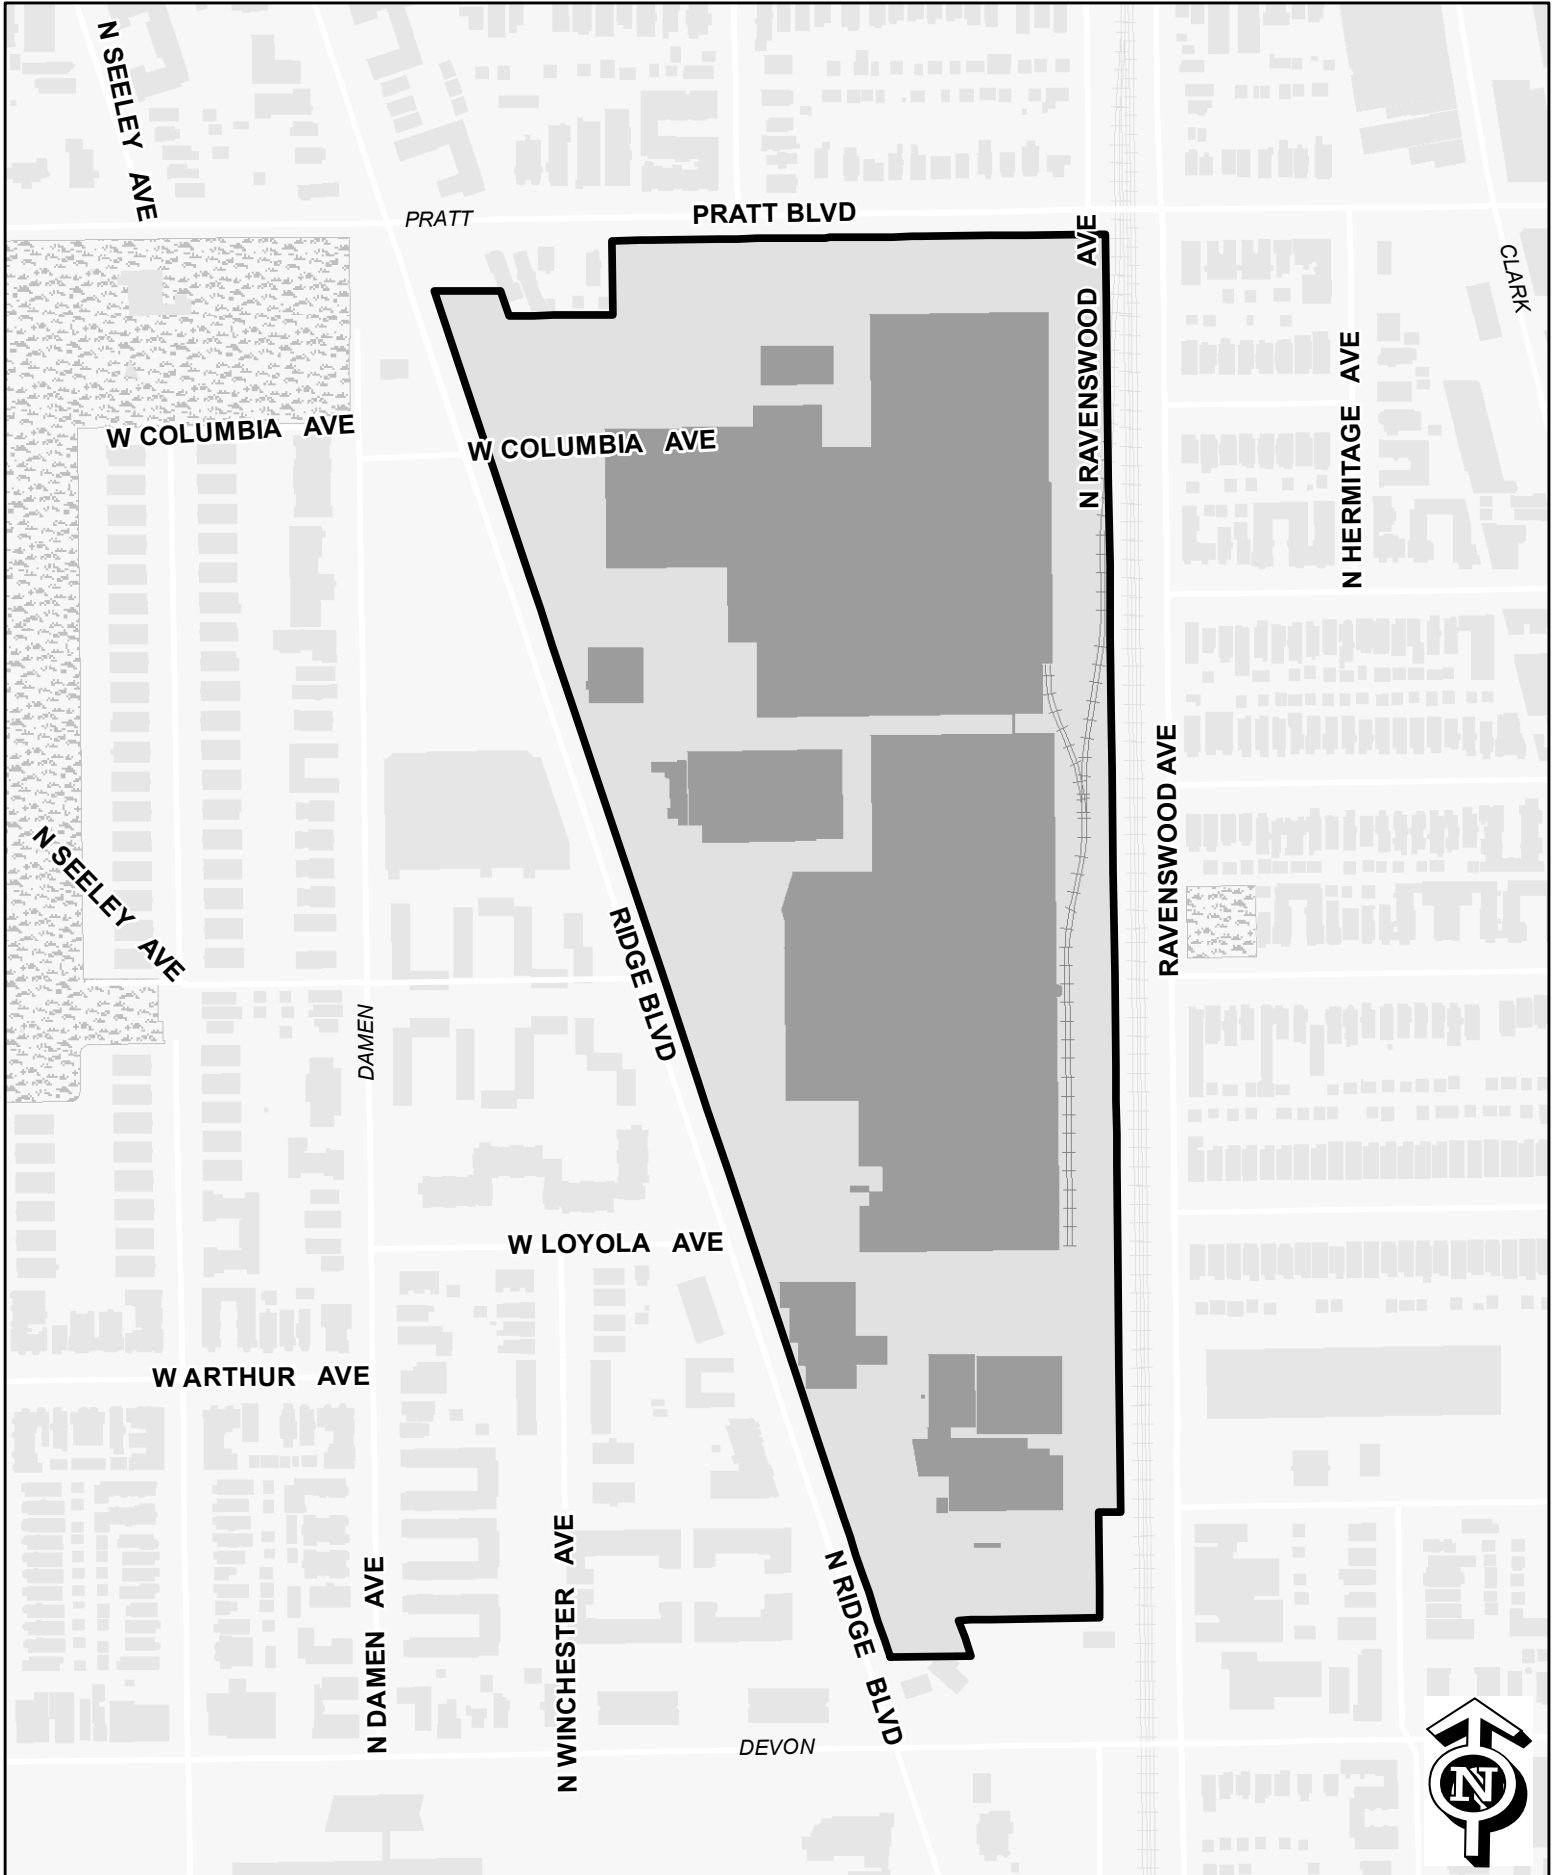 N SEELEY AVE
PRATT
PRATT BLVD
N RAVENSWOOD AVE
CLARK
W COLUMBIA AVE
W COLUMBIA AVE
N HERMITAGE AVE
N SEELEY AVE
RIDGE BLVD
RAVENSWOOD AVE
DAMEN
W LOYOLA AVE
W ARTHUR AVE
N DAMEN AVE
N WINCHESTER AVE
N RIDGE BLVD
DEVON
N